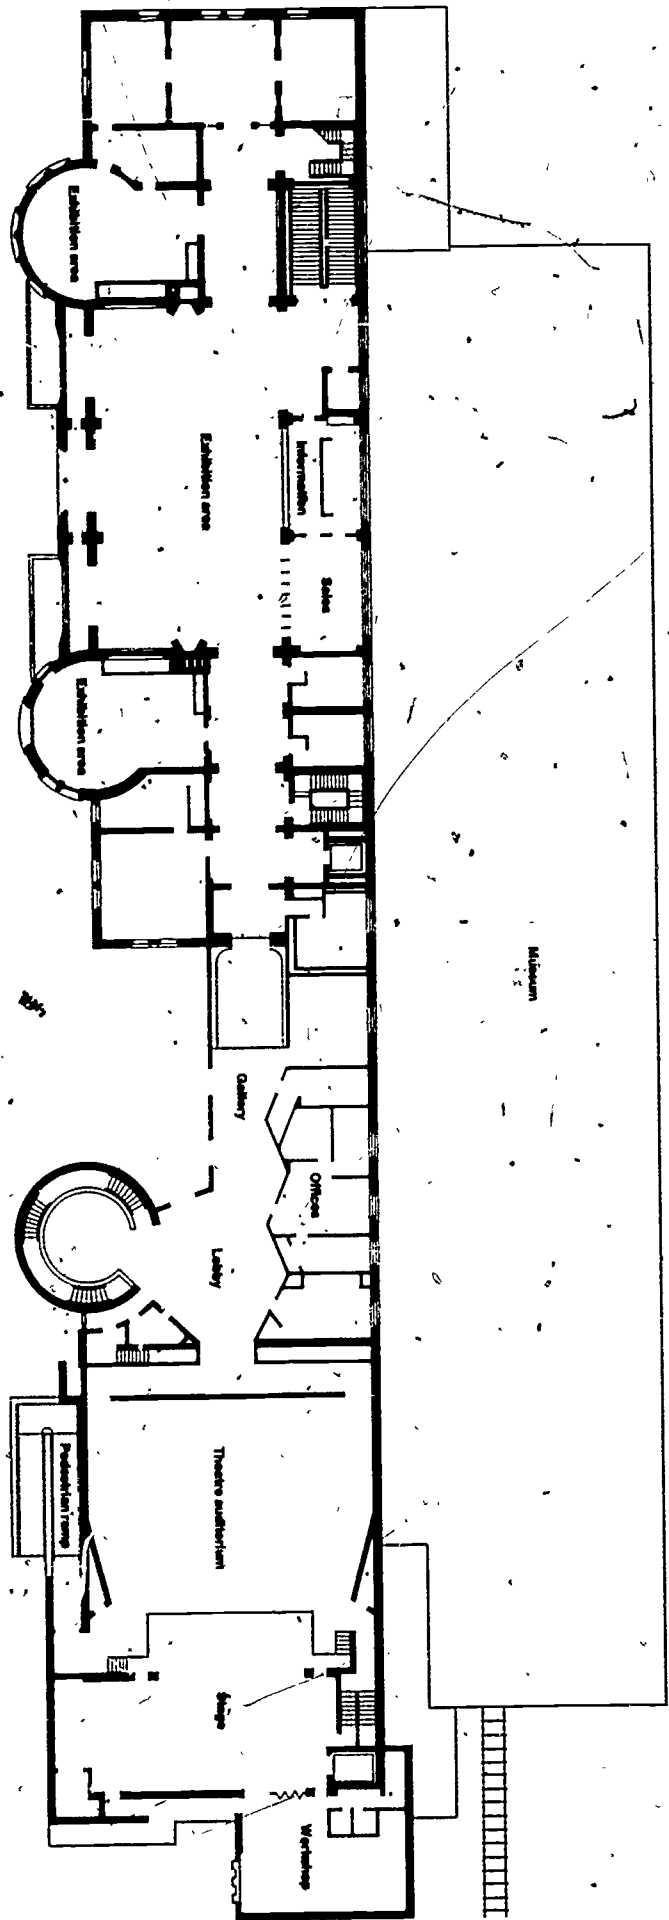 Exhibition area
Exhibition area
Information
Sales
Exhibition area
Museum
Gallery
Offices
Lobby
Theatre auditorium
Pedestrian ramp
Stage
Workshop